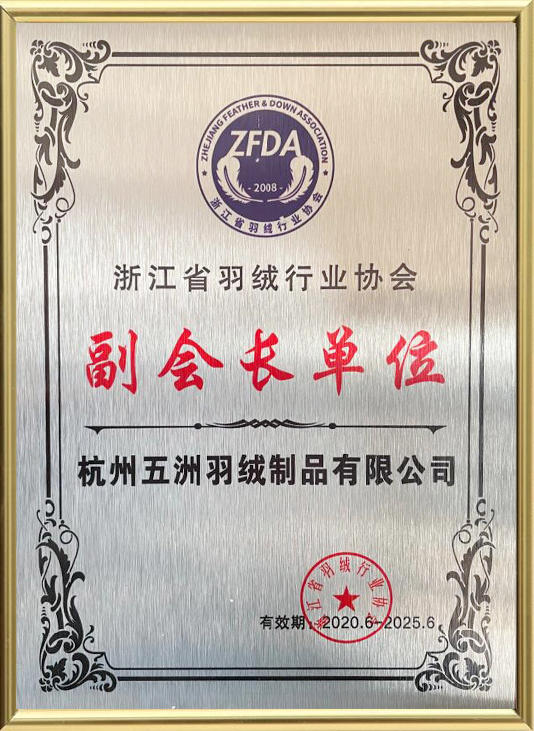 ZHEJIANG FEATHER & DOWN ASSOCIATION
ZFDA
- 2008 -
浙江省羽绒行业协会
浙江省羽绒行业协会
副会长单位
杭州五洲羽绒制品有限公司
浙江省羽绒行业协会
有效期：2020.6-2025.6